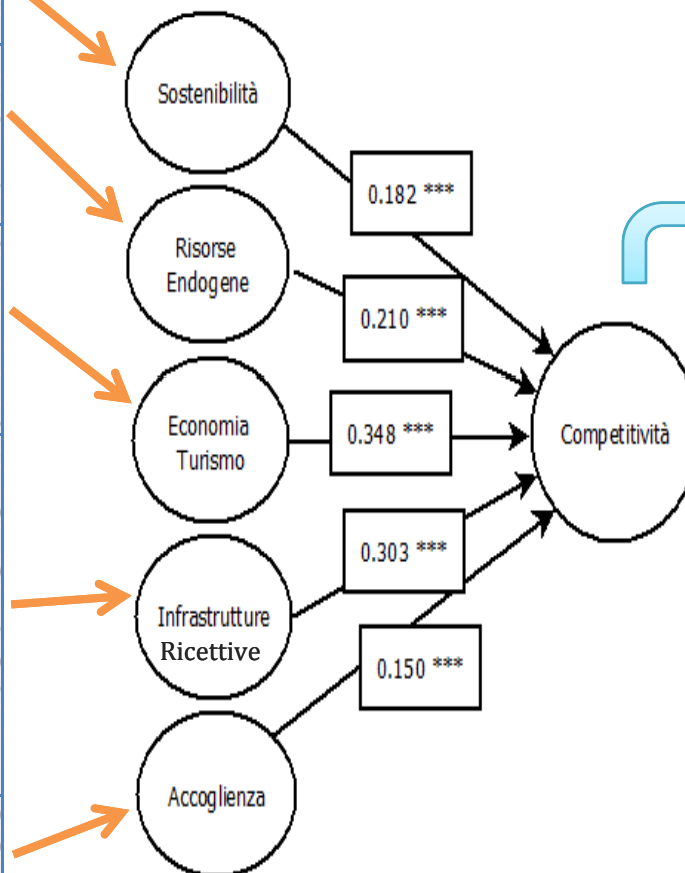 Sostenibilità
0.182 ***
Risorse
Endogene
0.210 ***
Economia
Turismo
0.348 ***
Competitività
Infrastrutture
Ricettive
0.303 ***
Accoglienza
0.150 ***